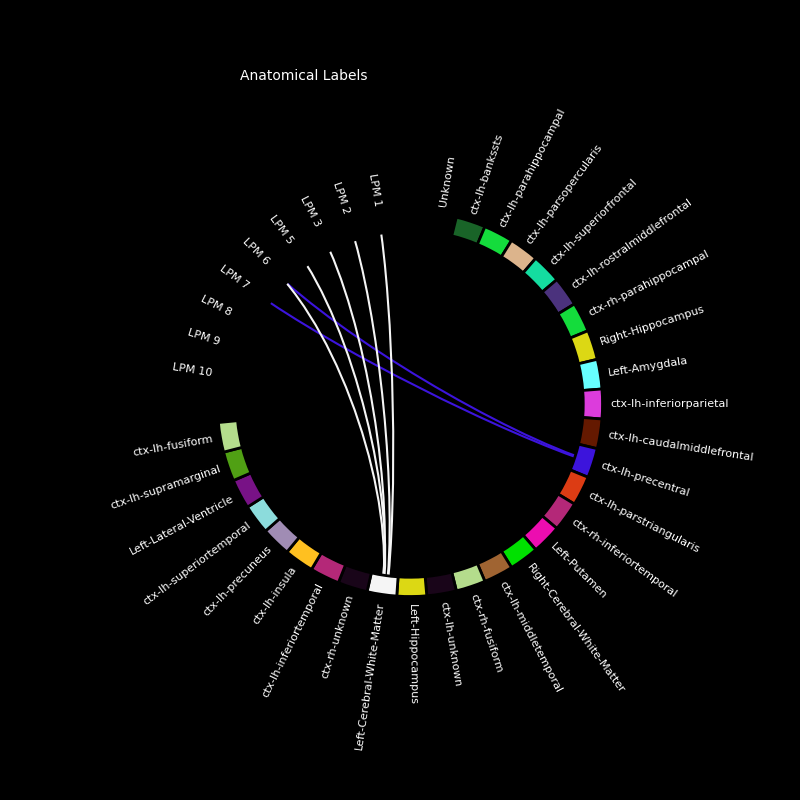 Anatomical Labels
LPM 1
LPM 2
LPM 3
LPM 5
LPM 6
LPM 7
LPM 8
LPM 9
LPM 10
ctx-lh-fusiform
ctx-lh-supramarginal
Left-Lateral-Ventricle
ctx-lh-superiortemporal
ctx-lh-precuneus
ctx-lh-insula
ctx-lh-inferiortemporal
ctx-rh-unknown
Left-Cerebral-White-Matter
Left-Hippocampus
ctx-lh-unknown
ctx-rh-fusiform
ctx-lh-middletemporal
Right-Cerebral-White-Matter
Left-Putamen
ctx-rh-inferiortemporal
ctx-lh-parstriangularis
ctx-lh-precentral
ctx-lh-caudalmiddlefrontal
ctx-lh-inferiorparietal
Left-Amygdala
Right-Hippocampus
ctx-rh-parahippocampal
ctx-lh-rostralmiddlefrontal
ctx-lh-superiorfrontal
ctx-lh-parsopercularis
ctx-lh-parahippocampal
ctx-lh-bankssts
Unknown